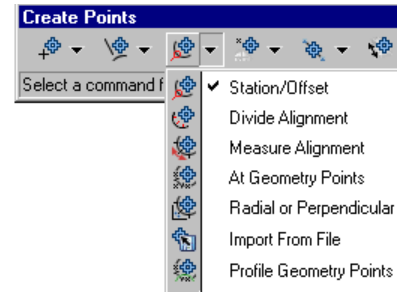 Create Points
Select a command f
Station/Offset
Divide Alignment
Measure Alignment
At Geometry Points
Radial or Perpendicular
Import From File
Profile Geometry Points